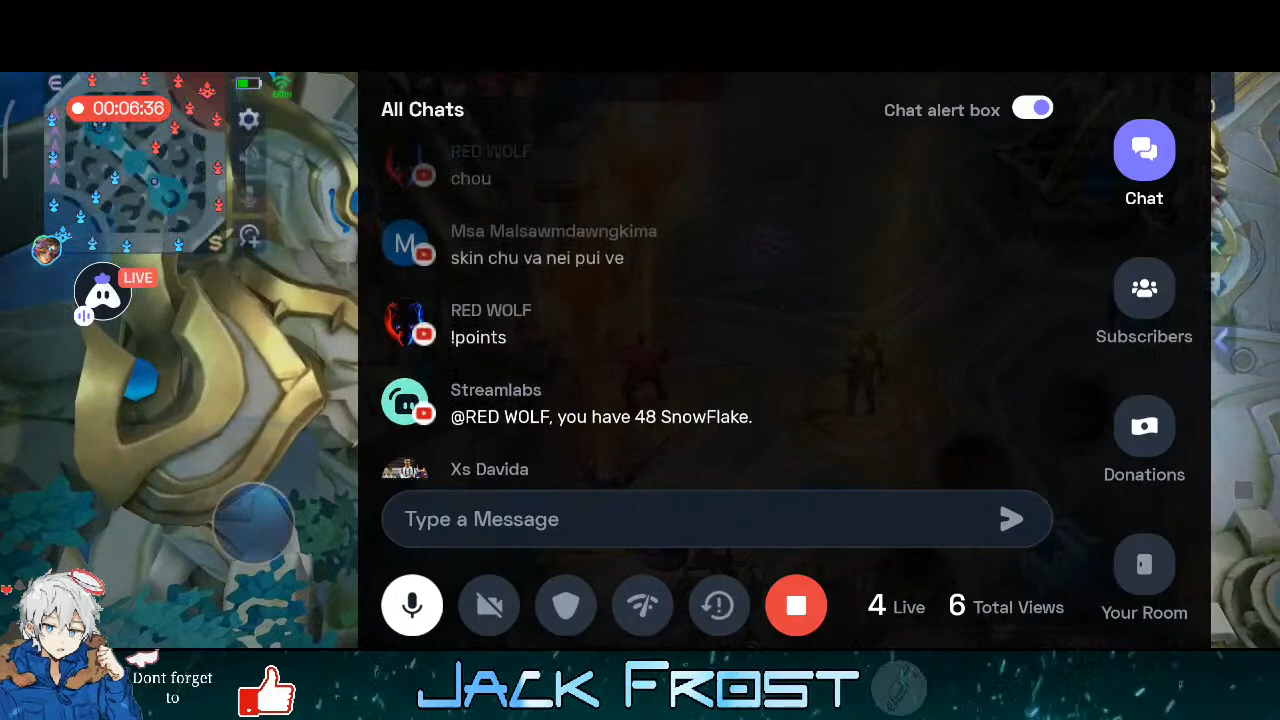 00:06:36
LIVE
All Chats
Chat alert box
RED WOLF
chou
Msa Malsawmdawngkima
skin chu va nei pui ve
RED WOLF
!points
Streamlabs
@RED WOLF, you have 48 SnowFlake.
Xs Davida
Type a Message
4 Live
6 Total Views
Chat
Subscribers
Donations
Your Room
M
Dont forget
to
JACK FROST